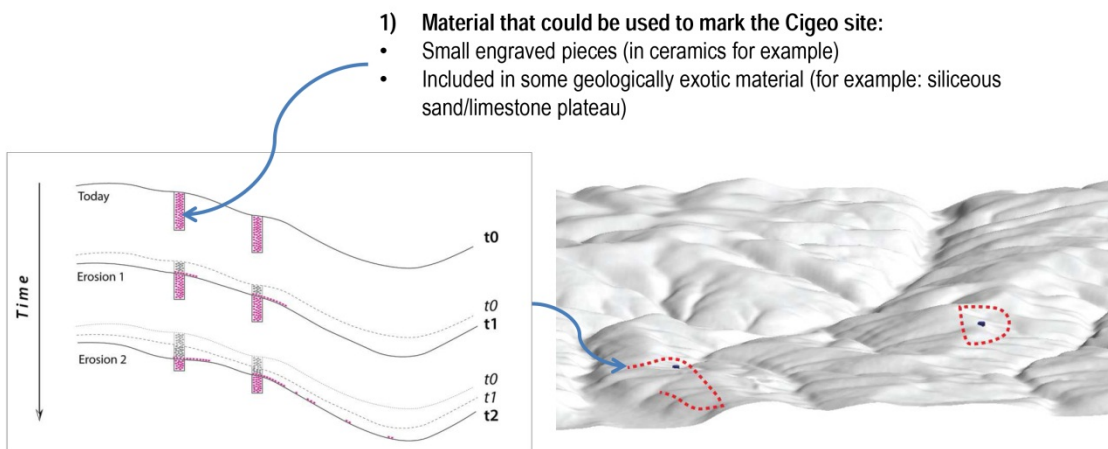 1) Material that could be used to mark the Cigeo site:
• Small engraved pieces (in ceramics for example)
• Included in some geologically exotic material (for example: siliceous
sand/limestone plateau)
Today
t0
Erosion 1
t0
t1
Erosion 2
t0
t1
t2
Time